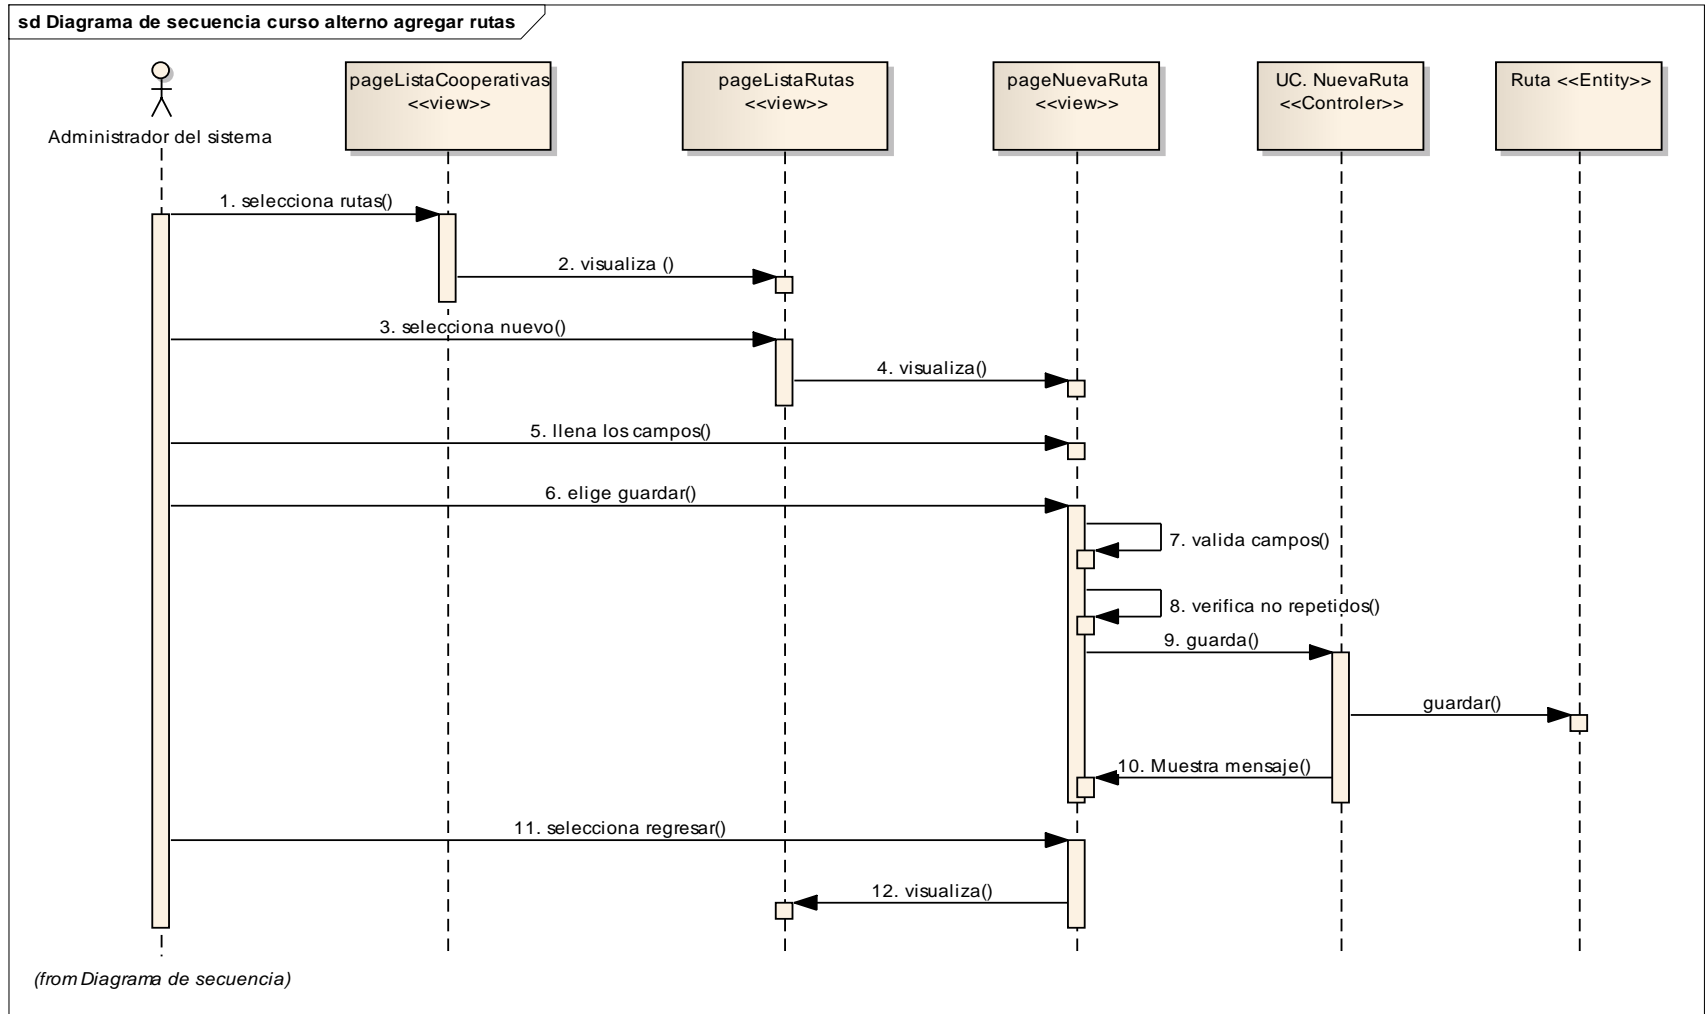 sd Diagrama de secuencia curso alterno agregar rutas
Administrador del sistema
pageListaCooperativas
<<view>>
pageListaRutas
<<view>>
pageNuevaRuta
<<view>>
UC. NuevaRuta
<<Controler>>
Ruta <<Entity>>
1. selecciona rutas()
2. visualiza ()
3. selecciona nuevo()
4. visualiza()
5. llena los campos()
6. elige guardar()
7. valida campos()
8. verifica no repetidos()
9. guarda()
guardar()
10. Muestra mensaje()
11. selecciona regresar()
12. visualiza()
(from Diagrama de secuencia)